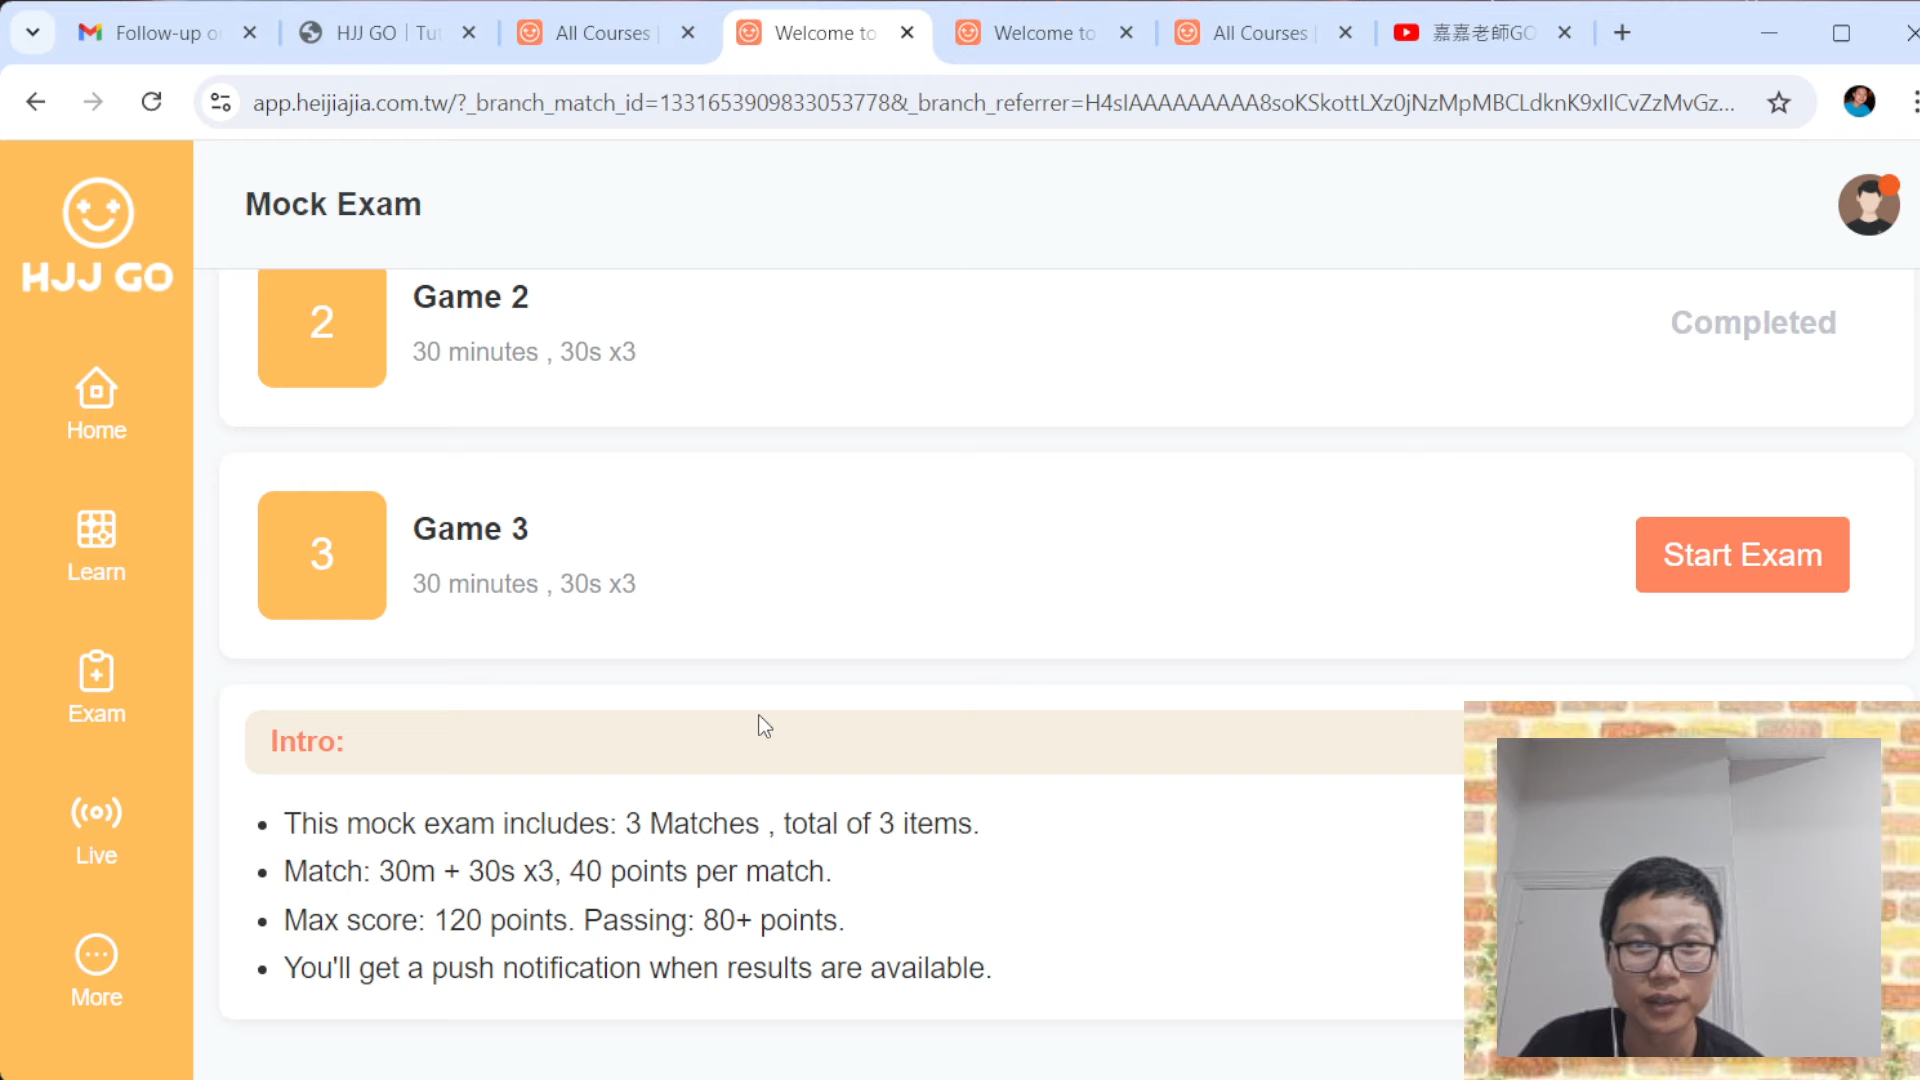 Follow-up o
HJJ GO | Tut
All Courses |
Welcome to
Welcome to
All Courses |
嘉嘉老師GO
app.heijiajia.com.tw/?_branch_match_id=1331653909833053778&_branch_referrer=H4sIAAAAAAAAA8soKSkottLXz0jNzMpMBCLdknK9xIICvZzMvGz...
HJJ GO
Mock Exam
2
Game 2
30 minutes , 30s x3
Completed
Home
3
Game 3
30 minutes , 30s x3
Start Exam
Learn
Exam
Intro:
This mock exam includes: 3 Matches , total of 3 items.
Match: 30m + 30s x3, 40 points per match.
Max score: 120 points. Passing: 80+ points.
You'll get a push notification when results are available.
Live
More